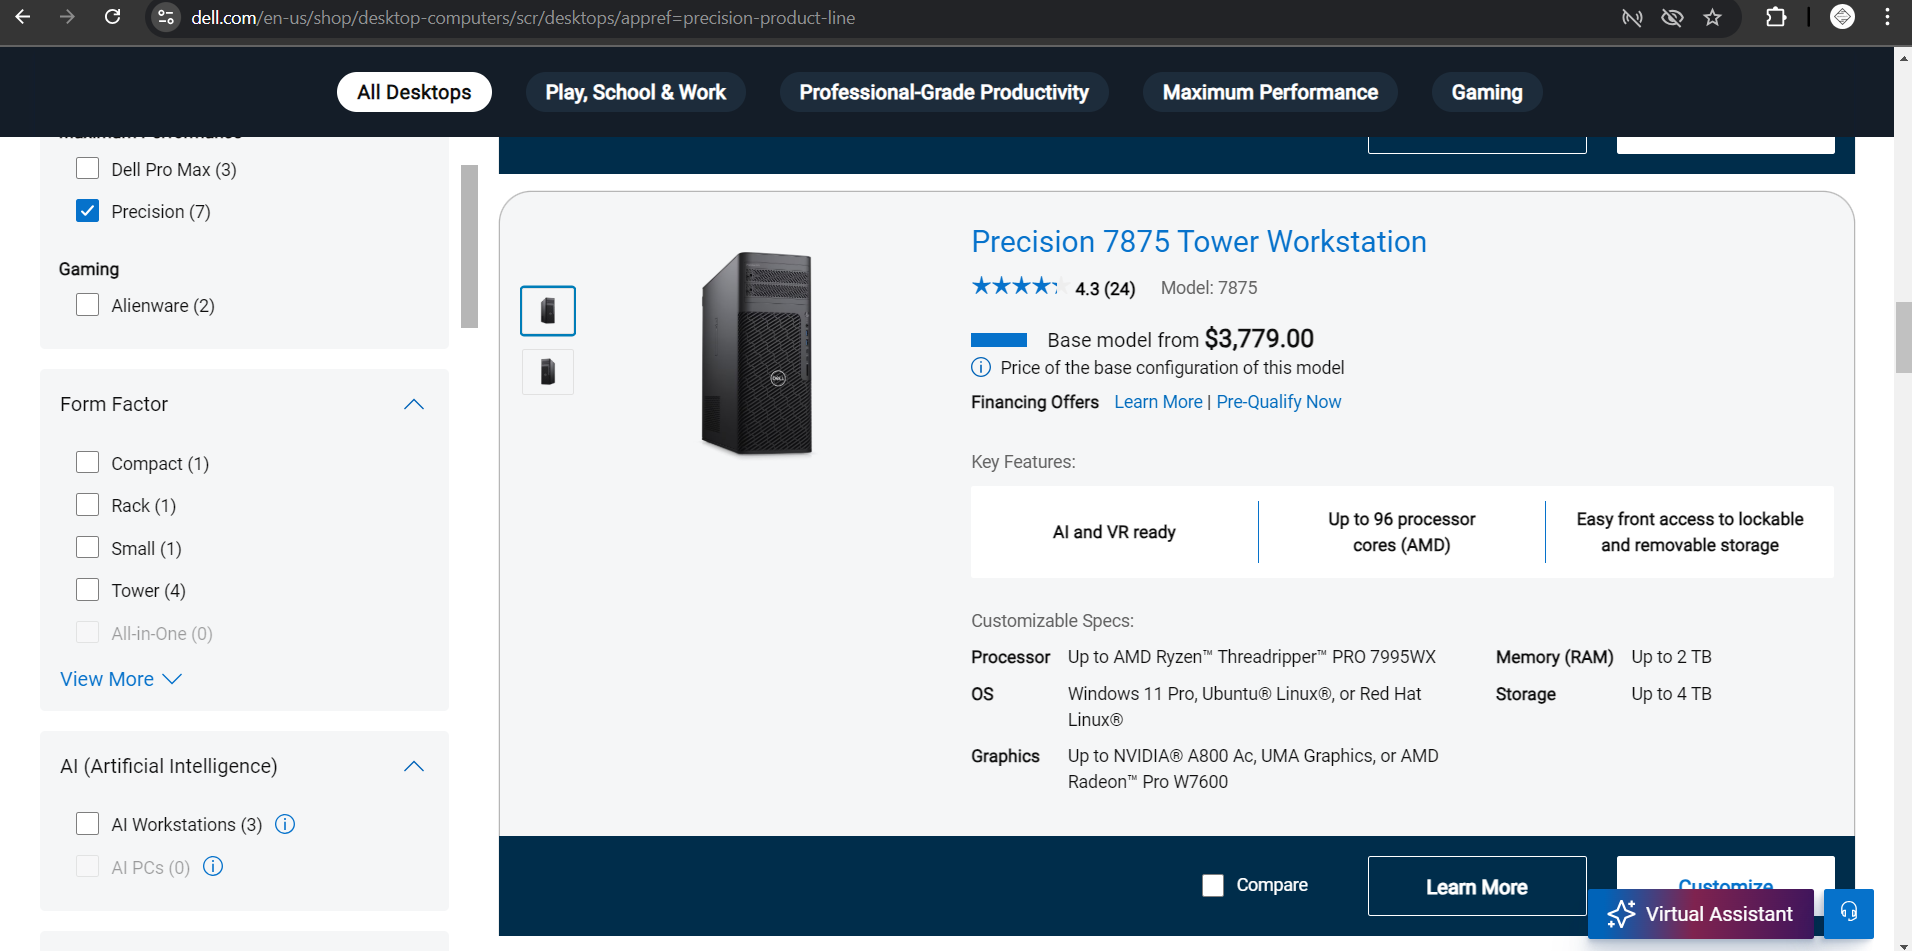 dell.com/en-us/shop/desktop-computers/scr/desktops/appref=precision-product-line
All Desktops
Play, School & Work
Professional-Grade Productivity
Maximum Performance
Gaming
Maximum Performance
Dell Pro Max (3)
Precision (7)
Gaming
Alienware (2)
Form Factor
Compact (1)
Rack (1)
Small (1)
Tower (4)
All-in-One (0)
View More
AI (Artificial Intelligence)
AI Workstations (3)
AI PCs (0)
DELL
Precision 7875 Tower Workstation
4.3 (24)
Model: 7875
Base model from $3,779.00
Price of the base configuration of this model
Financing Offers Learn More | Pre-Qualify Now
Key Features:
AI and VR ready
Up to 96 processor
cores (AMD)
Easy front access to lockable
and removable storage
Customizable Specs:
Processor Up to AMD Ryzen™ Threadripper™ PRO 7995WX
OS Windows 11 Pro, Ubuntu® Linux®, or Red Hat
Linux®
Graphics Up to NVIDIA® A800 Ac, UMA Graphics, or AMD
Radeon™ Pro W7600
Memory (RAM) Up to 2 TB
Storage Up to 4 TB
Compare
Learn More
Customize
Virtual Assistant